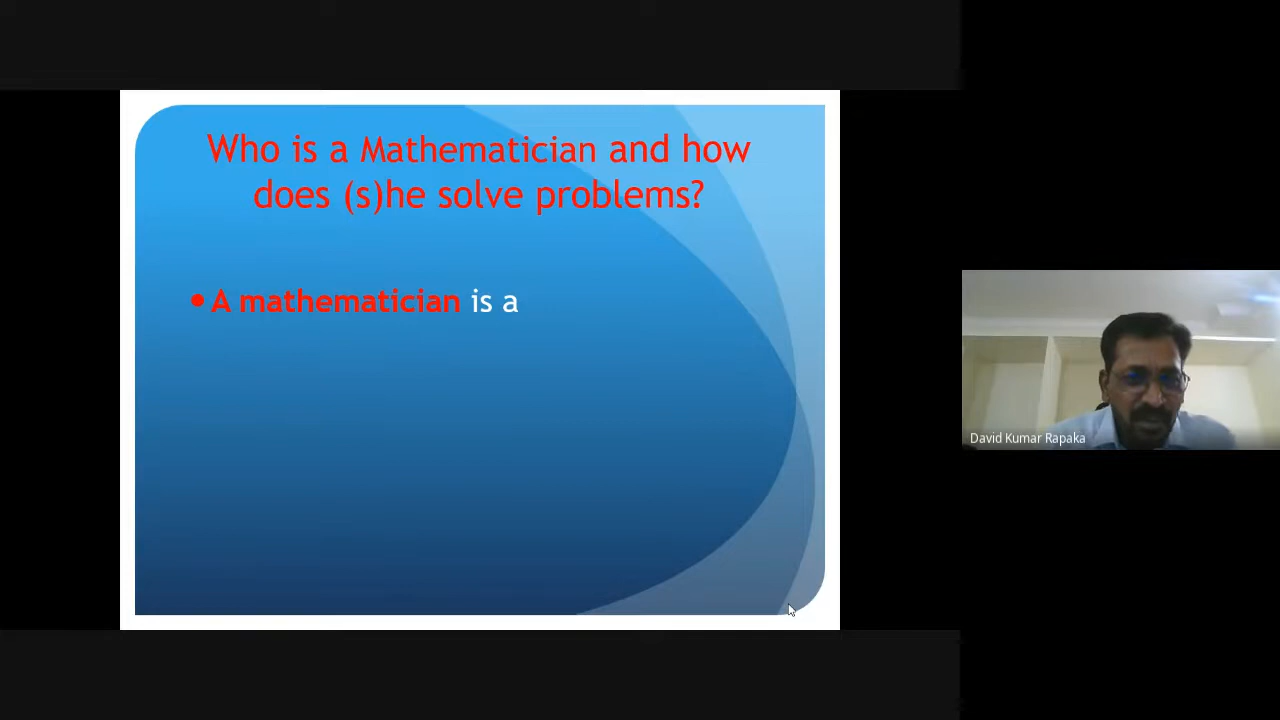 Who is a Mathematician and how
does (s)he solve problems?
• A mathematician is a
David Kumar Rapaka